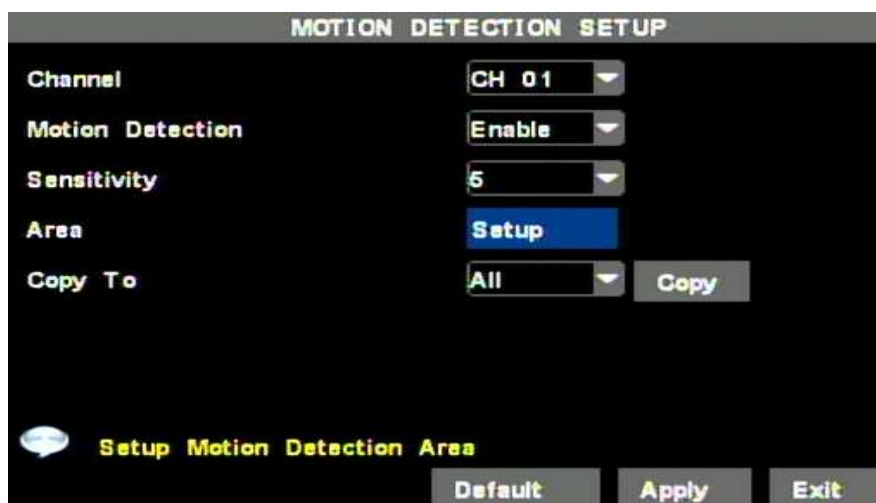 MOTION DETECTION SETUP
Channel CH 01
Motion Detection Enable
Sensitivity 5
Area Setup
Copy To All Copy
Setup Motion Detection Area
Default Apply Exit